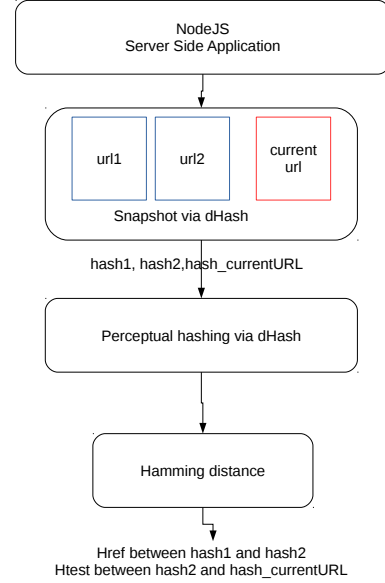 NodeJS
Server Side Application
url1
url2
current
url
Snapshot via dHash
hash1, hash2,hash_currentURL
Perceptual hashing via dHash
Hamming distance
Href between hash1 and hash2
Htest between hash2 and hash_currentURL